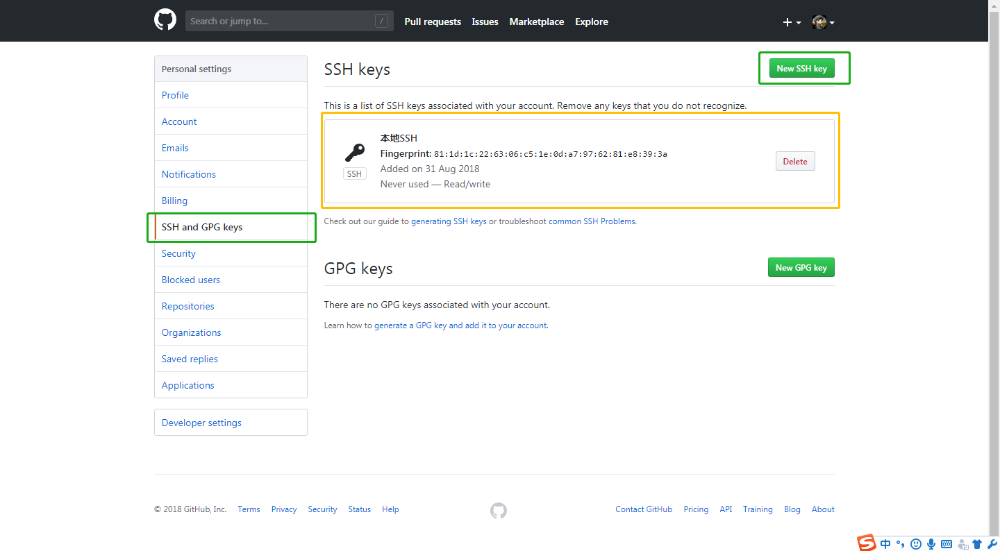 Search or jump to... /
Pull requests Issues Marketplace Explore
Personal settings
Profile
Account
Emails
Notifications
Billing
SSH and GPG keys
Security
Blocked users
Repositories
Organizations
Saved replies
Applications
Developer settings
SSH keys
New SSH key
This is a list of SSH keys associated with your account. Remove any keys that you do not recognize.
本地SSH
Fingerprint: 81:1d:1c:22:63:06:c5:1e:0d:a7:97:62:81:e8:39:3a
Added on 31 Aug 2018
Never used — Read/write
SSH
Delete
Check out our guide to generating SSH keys or troubleshoot common SSH Problems.
GPG keys
New GPG key
There are no GPG keys associated with your account.
Learn how to generate a GPG key and add it to your account.
© 2018 GitHub, Inc. Terms Privacy Security Status Help
Contact GitHub Pricing API Training Blog About
S 中